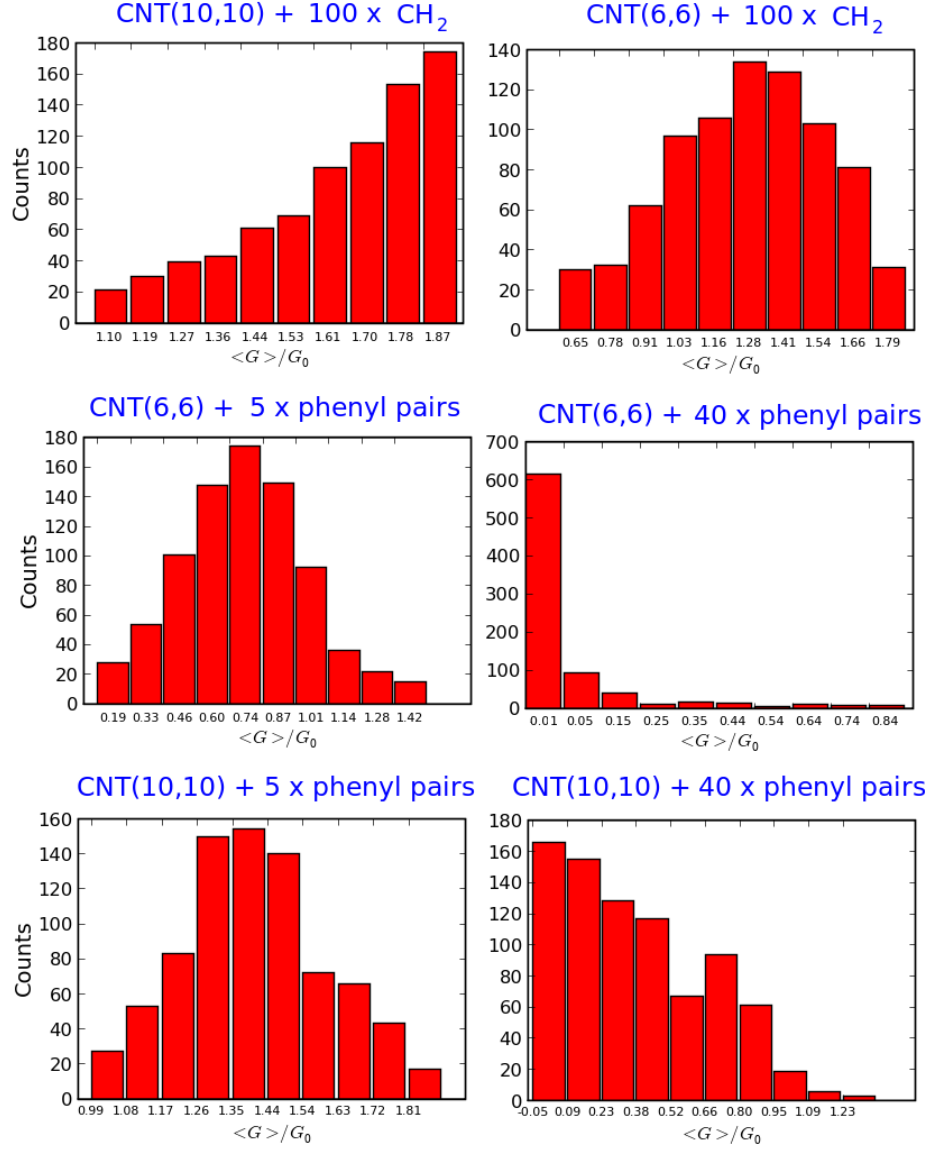 CNT(10,10) + 100 x CH₂
180
160
140
120
100
80
60
40
20
0
Counts
1.10 1.19 1.27 1.36 1.44 1.53 1.61 1.70 1.78 1.87
<G>/G₀
CNT(6,6) + 100 x CH₂
140
120
100
80
60
40
20
0
0.65 0.78 0.91 1.03 1.16 1.28 1.41 1.54 1.66 1.79
<G>/G₀
CNT(6,6) + 5 x phenyl pairs
180
160
140
120
100
80
60
40
20
0
Counts
0.19 0.33 0.46 0.60 0.74 0.87 1.01 1.14 1.28 1.42
<G>/G₀
CNT(6,6) + 40 x phenyl pairs
700
600
500
400
300
200
100
0
0.01 0.05 0.15 0.25 0.35 0.44 0.54 0.64 0.74 0.84
<G>/G₀
CNT(10,10) + 5 x phenyl pairs
160
140
120
100
80
60
40
20
0
Counts
0.99 1.08 1.17 1.26 1.35 1.44 1.54 1.63 1.72 1.81
<G>/G₀
CNT(10,10) + 40 x phenyl pairs
180
160
140
120
100
80
60
40
20
0
-0.05 0.09 0.23 0.38 0.52 0.66 0.80 0.95 1.09 1.23
<G>/G₀